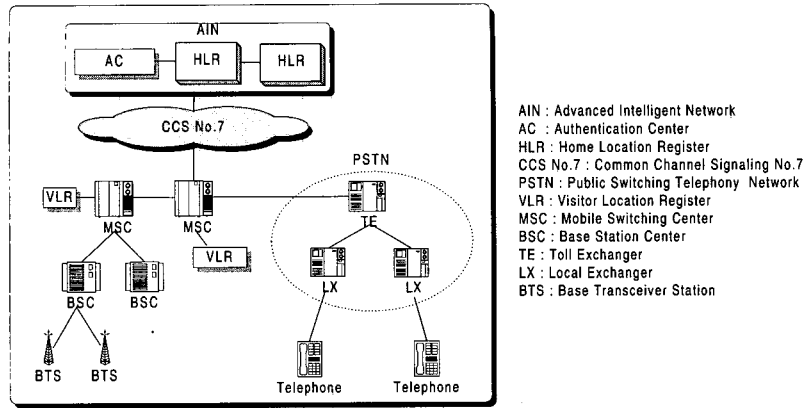 AIN
AC
HLR
HLR
CCS No.7
PSTN
VLR
MSC
MSC
TE
VLR
BSC
BSC
LX
LX
BTS
BTS
Telephone
Telephone
AIN : Advanced Intelligent Network
AC : Authentication Center
HLR : Home Location Register
CCS No.7 : Common Channel Signaling No.7
PSTN : Public Switching Telephony Network
VLR : Visitor Location Register
MSC : Mobile Switching Center
BSC : Base Station Center
TE : Toll Exchanger
LX : Local Exchanger
BTS : Base Transceiver Station